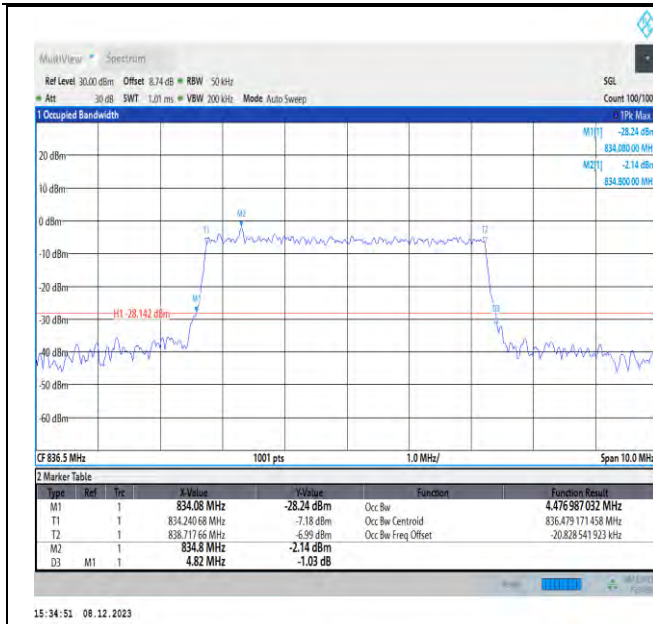 MultiView Spectrum
Ref Level 30.00 dBm Offset 8.74 dB RBW 50 kHz SGL
Att 30 dB SWT 1.01 ms VBW 200 kHz Mode Auto Sweep Count 100/100
1 Occupied Bandwidth 1Pk Max
M1[1] -28.24 dBm
834.080 00 MH
M2[1] -2.14 dBm
834.800 00 MH
20 dBm
10 dBm
0 dBm
M2
T1 T2
-10 dBm
-20 dBm
M1 D3
H1 -28.142 dBm
-30 dBm
-40 dBm
-50 dBm
-60 dBm
CF 836.5 MHz 1001 pts 1.0 MHz/ Span 10.0 MHz
2 Marker Table
Type Ref Trc X-Value Y-Value Function Function Result
M1 1 834.08 MHz -28.24 dBm Occ Bw 4.476 987 032 MHz
T1 1 834.240 68 MHz -7.18 dBm Occ Bw Centroid 836.479 171 458 MHz
T2 1 838.717 66 MHz -6.99 dBm Occ Bw Freq Offset -20.828 541 923 kHz
M2 1 834.8 MHz -2.14 dBm
D3 M1 1 4.82 MHz -1.03 dB
15:34:51 08.12.2023